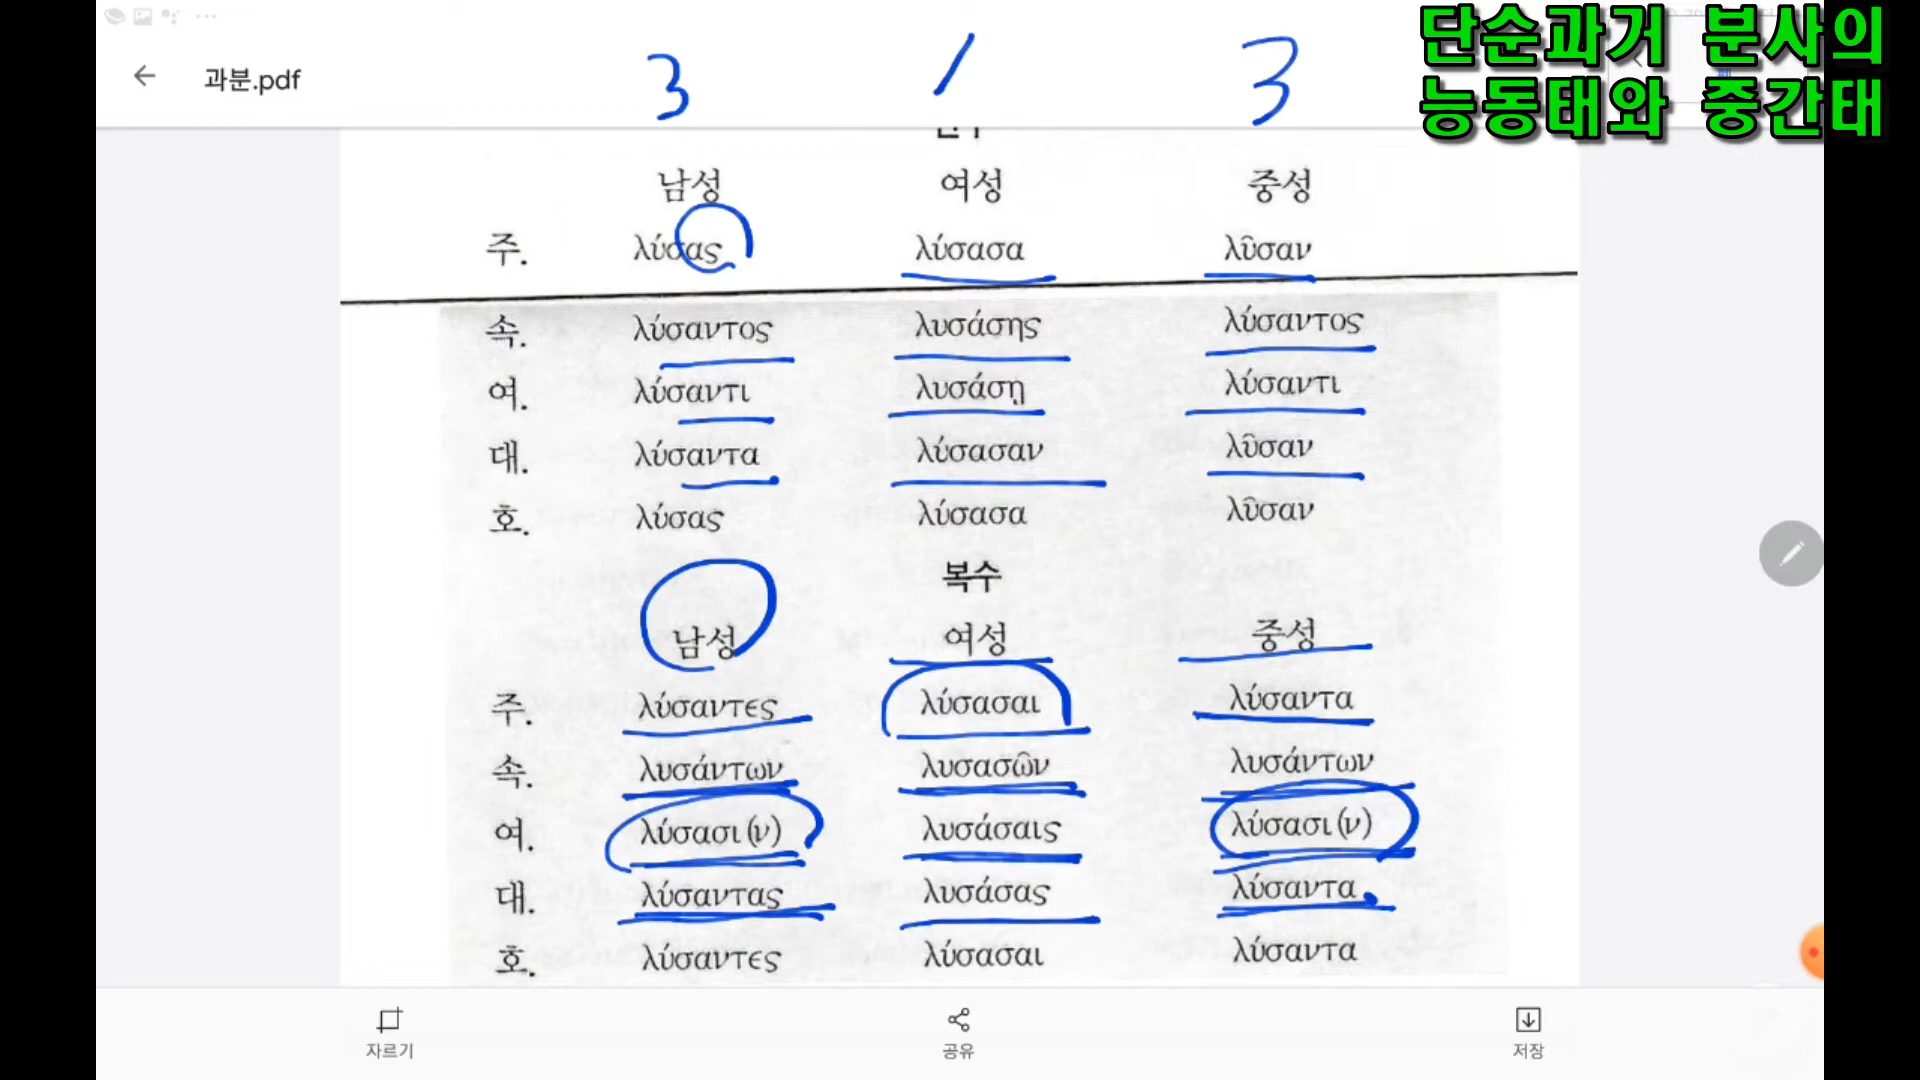 단순과거 분사의
능동태와 중간태
과분.pdf
3 1 3
남성 여성 중성
주. λύσας λύσασα λῦσαν
속. λύσαντος λυσάσης λύσαντος
여. λύσαντι λυσάσῃ λύσαντι
대. λύσαντα λύσασαν λῦσαν
호. λύσας λύσασα λῦσαν
복수
남성 여성 중성
주. λύσαντες λύσασαι λύσαντα
속. λυσάντων λυσασῶν λυσάντων
여. λύσασι(ν) λυσάσαις λύσασι(ν)
대. λύσαντας λυσάσας λύσαντα
호. λύσαντες λύσασαι λύσαντα
자르기 공유 저장